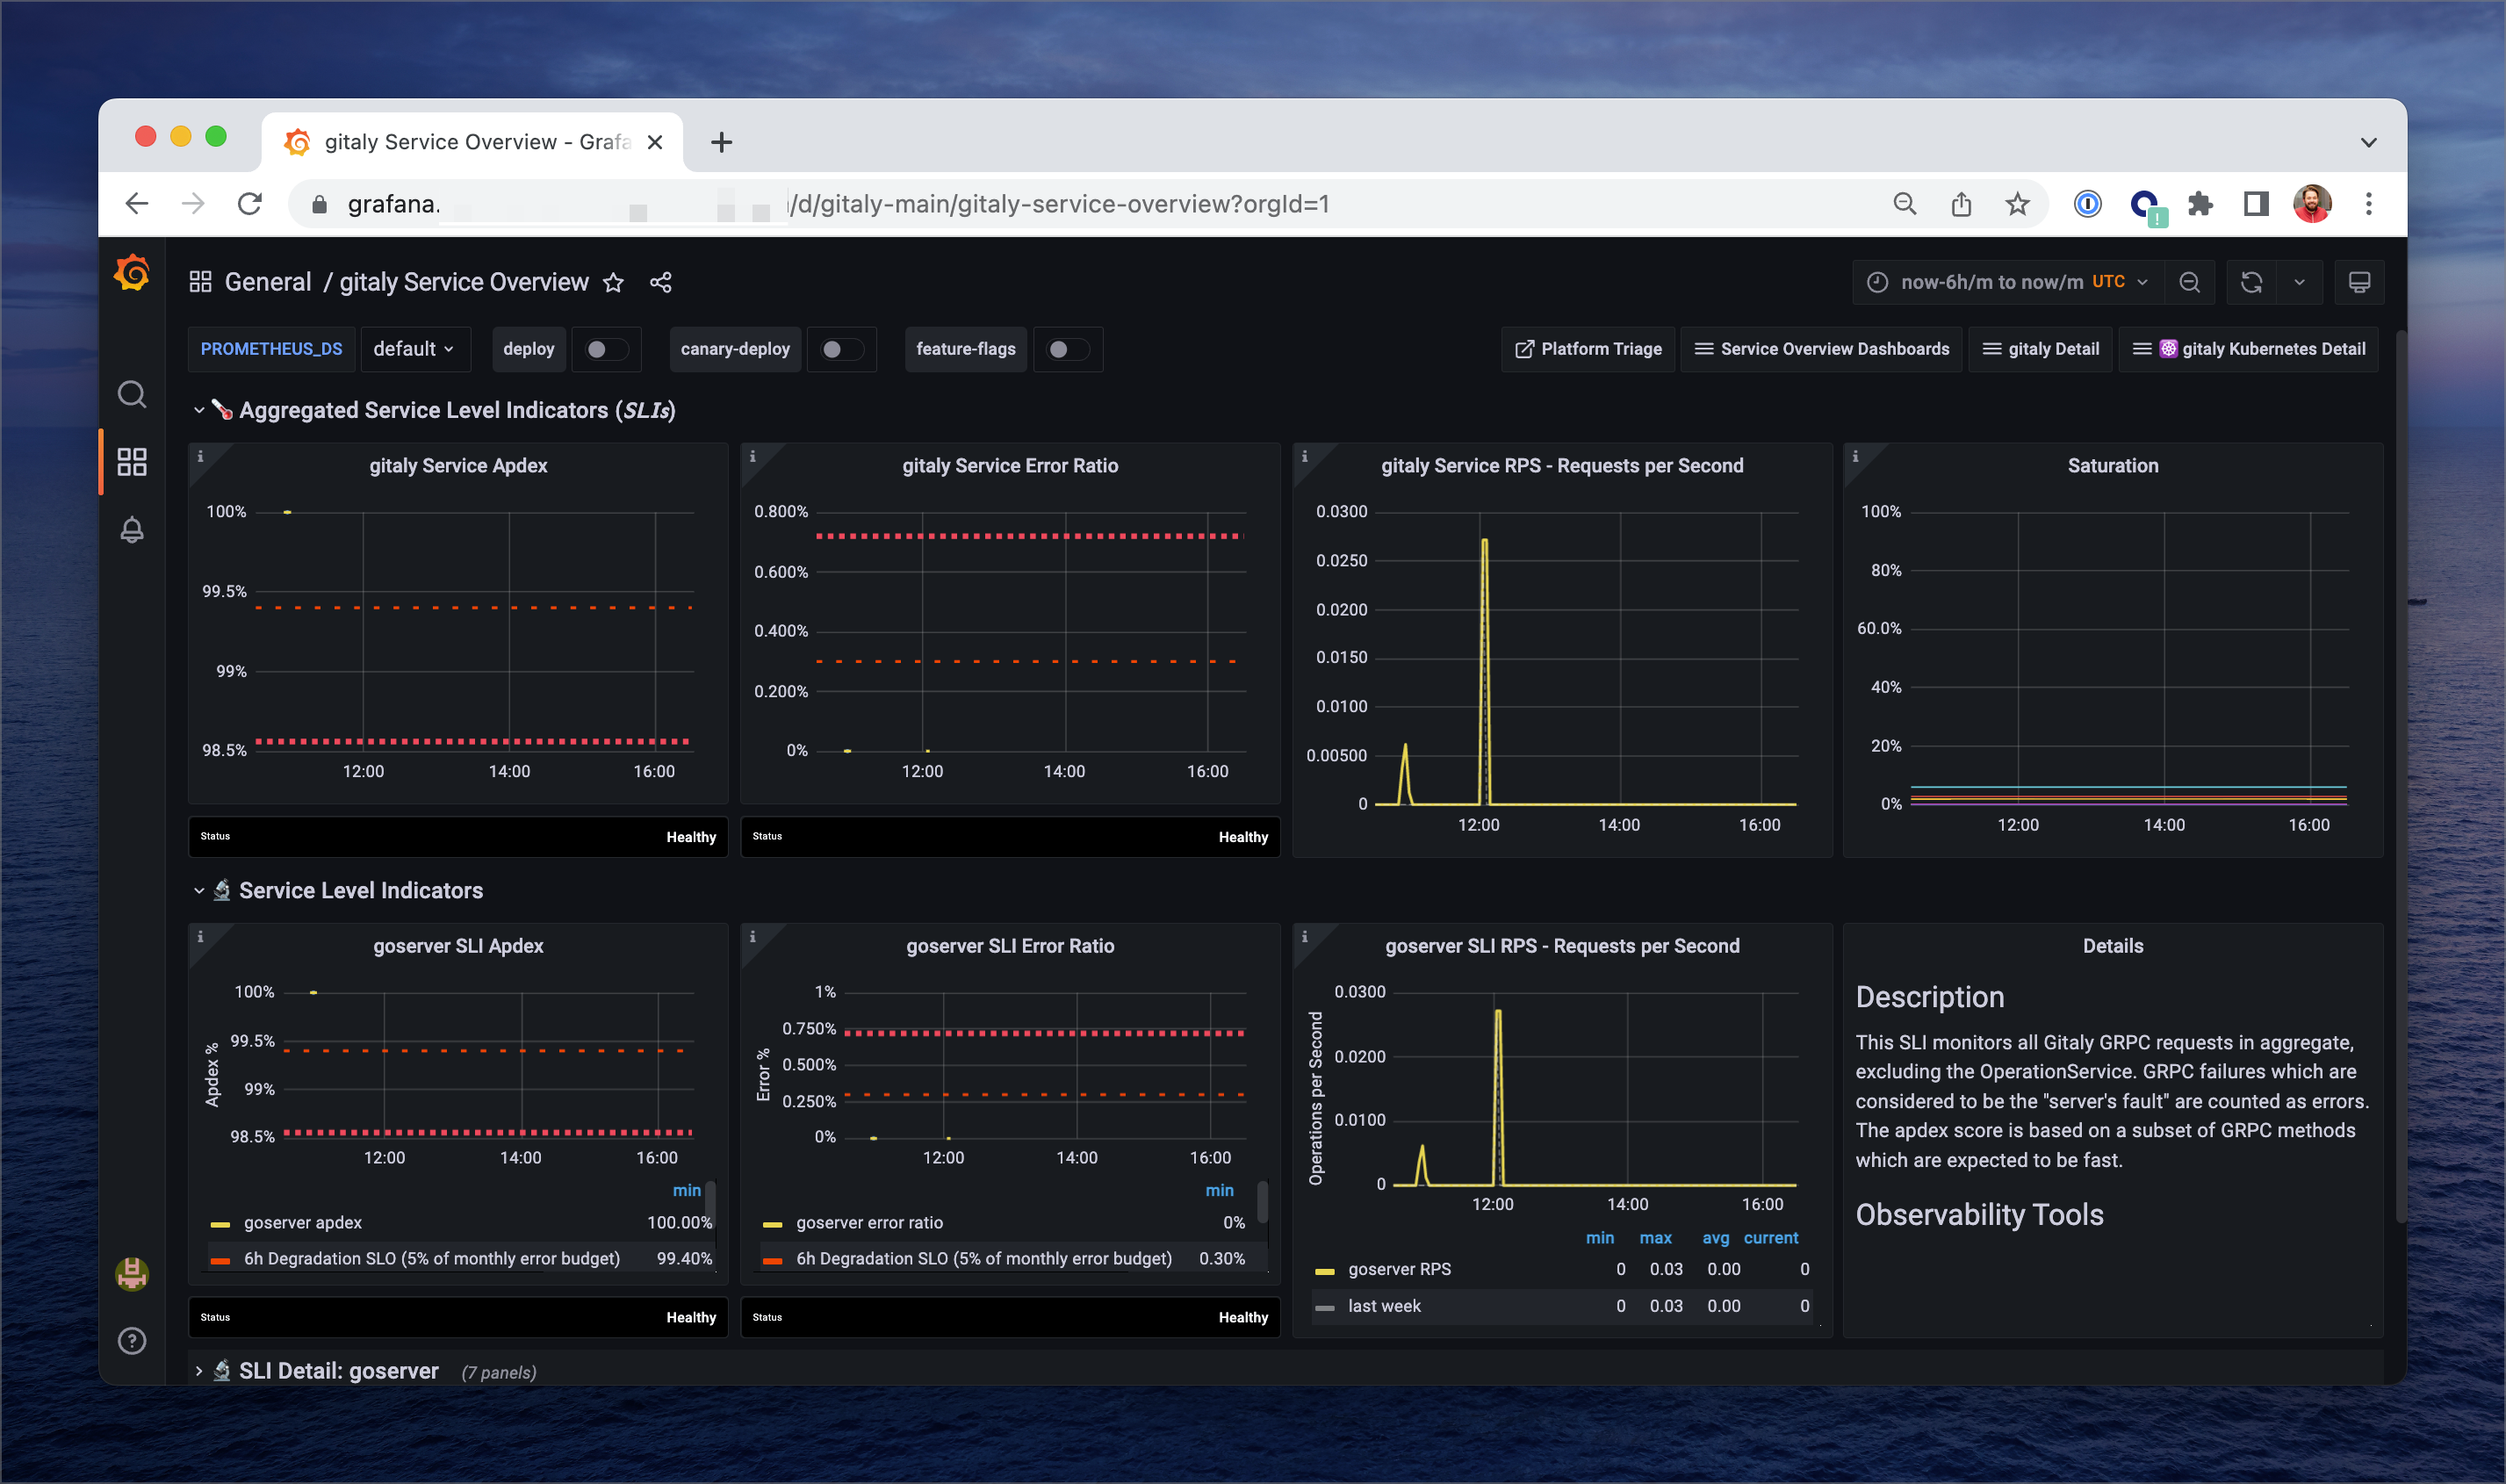 gitaly Service Overview - Grafa
grafana.
/d/gitaly-main/gitaly-service-overview?orgId=1
General / gitaly Service Overview
now-6h/m to now/m UTC
PROMETHEUS_DS default deploy canary-deploy feature-flags
Platform Triage Service Overview Dashboards gitaly Detail gitaly Kubernetes Detail
Aggregated Service Level Indicators (SLIs)
gitaly Service Apdex
100%
99.5%
99%
98.5%
12:00 14:00 16:00
Status Healthy
gitaly Service Error Ratio
0.800%
0.600%
0.400%
0.200%
0%
12:00 14:00 16:00
Status Healthy
gitaly Service RPS - Requests per Second
0.0300
0.0250
0.0200
0.0150
0.0100
0.00500
0
12:00 14:00 16:00
Saturation
100%
80%
60.0%
40%
20%
0%
12:00 14:00 16:00
Service Level Indicators
goserver SLI Apdex
Apdex %
100%
99.5%
99%
98.5%
12:00 14:00 16:00
min
goserver apdex 100.00%
6h Degradation SLO (5% of monthly error budget) 99.40%
Status Healthy
goserver SLI Error Ratio
Error %
1%
0.750%
0.500%
0.250%
0%
12:00 14:00 16:00
min
goserver error ratio 0%
6h Degradation SLO (5% of monthly error budget) 0.30%
Status Healthy
goserver SLI RPS - Requests per Second
Operations per Second
0.0300
0.0200
0.0100
0
12:00 14:00 16:00
min max avg current
goserver RPS 0 0.03 0.00 0
last week 0 0.03 0.00 0
Details
Description
This SLI monitors all Gitaly GRPC requests in aggregate,
excluding the OperationService. GRPC failures which are
considered to be the "server's fault" are counted as errors.
The apdex score is based on a subset of GRPC methods
which are expected to be fast.
Observability Tools
SLI Detail: goserver (7 panels)